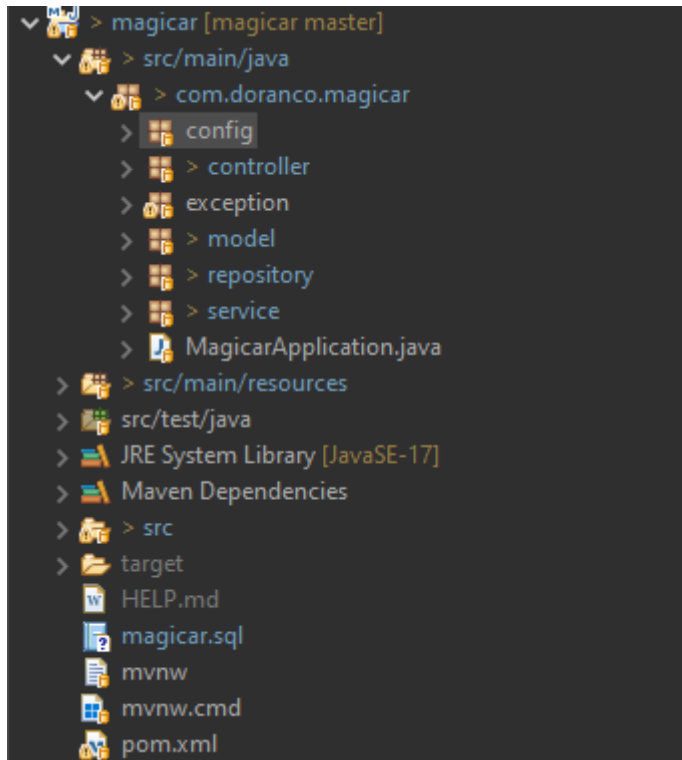 > magicar [magicar master]
> src/main/java
> com.doranco.magicar
config
> controller
exception
> model
> repository
> service
MagicarApplication.java
> src/main/resources
src/test/java
JRE System Library [JavaSE-17]
Maven Dependencies
> src
target
HELP.md
magicar.sql
mvnw
mvnw.cmd
pom.xml